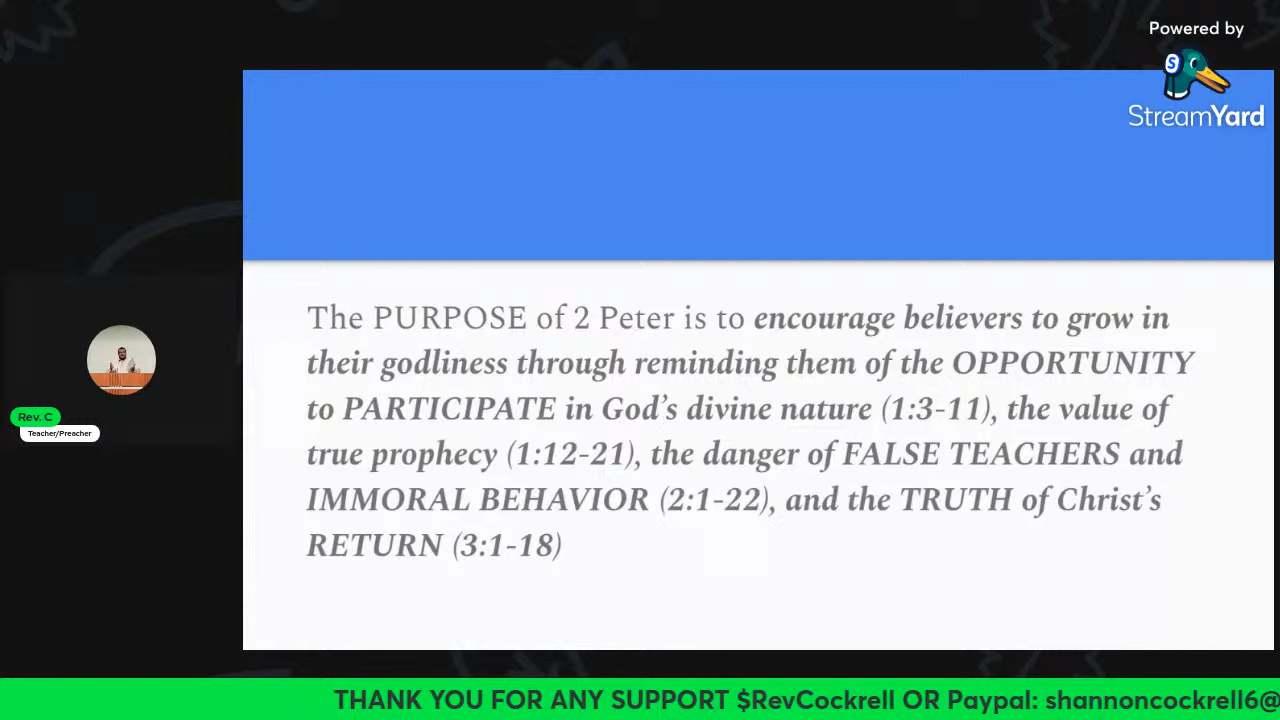 Powered by
StreamYard
The PURPOSE of 2 Peter is to encourage believers to grow in
their godliness through reminding them of the OPPORTUNITY
to PARTICIPATE in God's divine nature (1:3-11), the value of
true prophecy (1:12-21), the danger of FALSE TEACHERS and
IMMORAL BEHAVIOR (2:1-22), and the TRUTH of Christ's
RETURN (3:1-18)
Rev. C
Teacher/Preacher
THANK YOU FOR ANY SUPPORT $RevCockrell OR Paypal: shannoncockrell6@